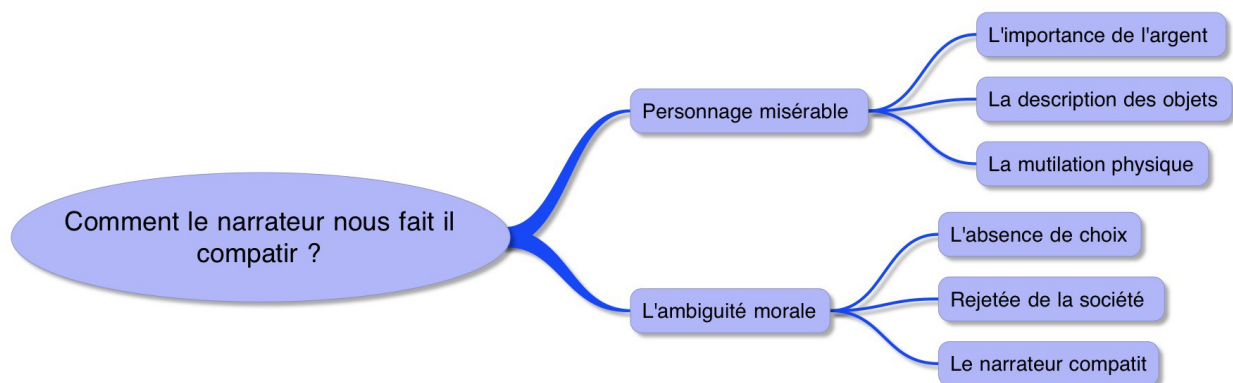 Comment le narrateur nous fait il
compatir ?
Personnage misérable
L'importance de l'argent
La description des objets
La mutilation physique
L'ambiguité morale
L'absence de choix
Rejetée de la société
Le narrateur compatit